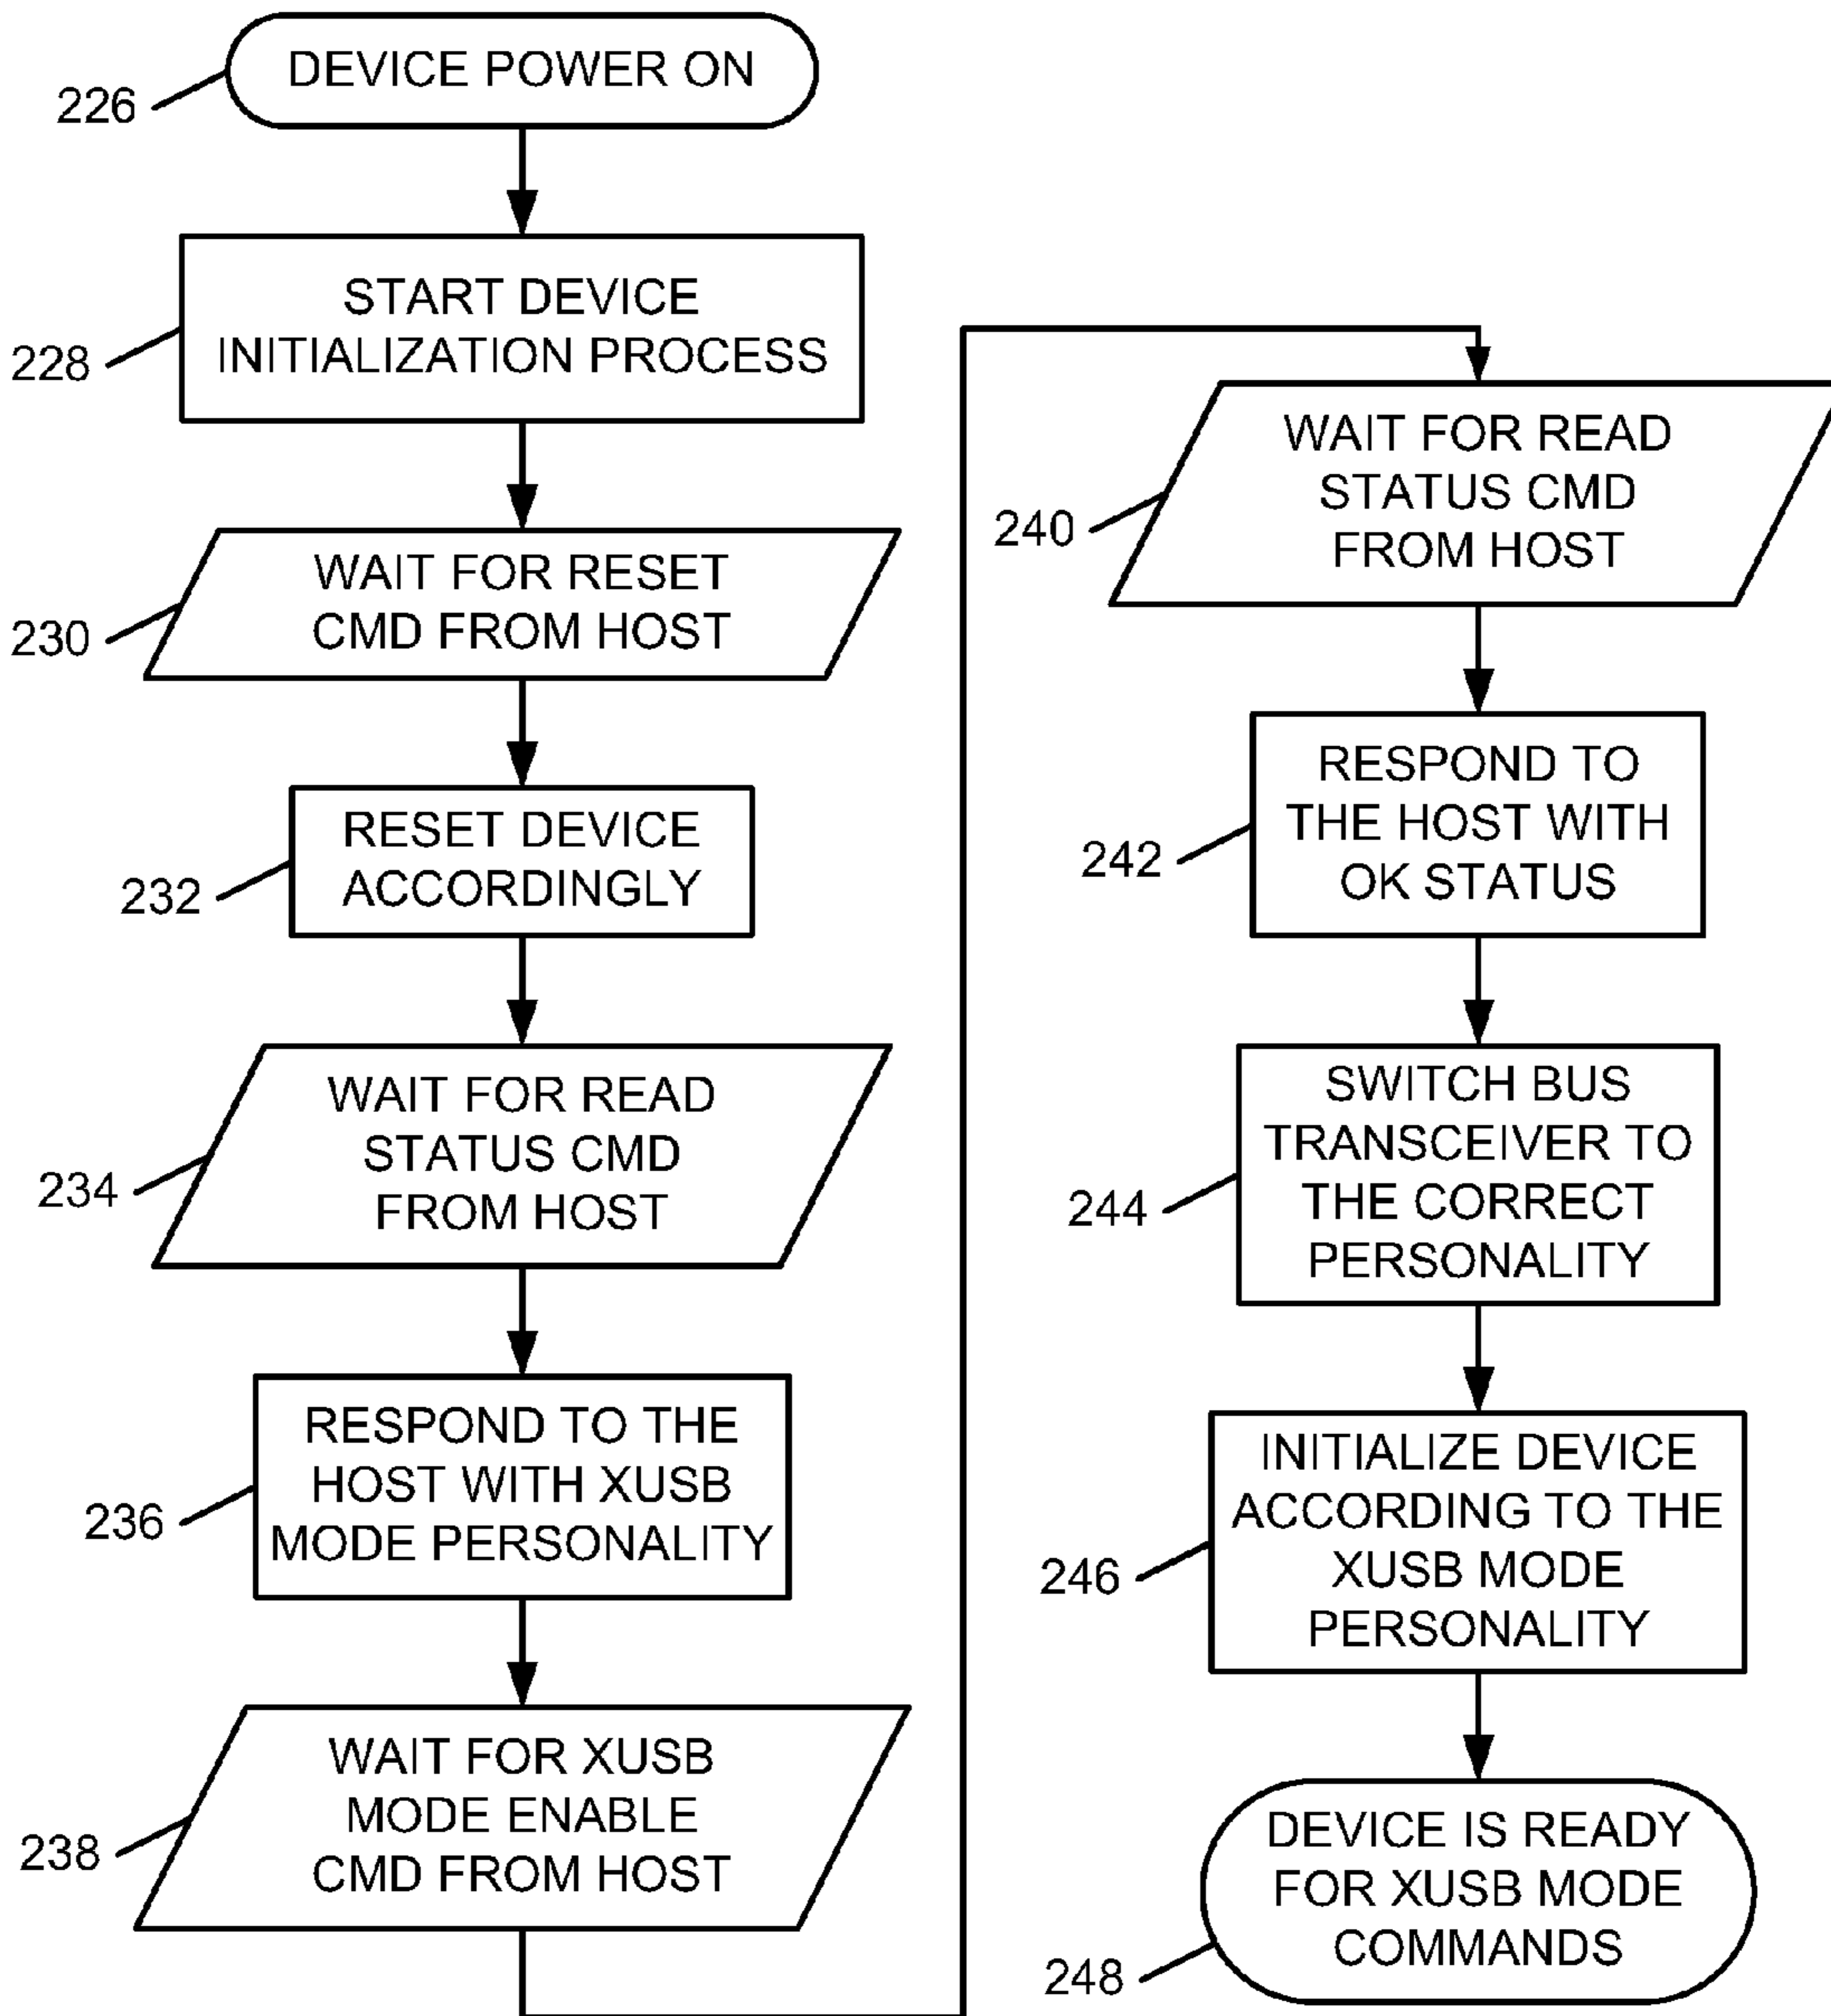 DEVICE POWER ON
226
START DEVICE
INITIALIZATION PROCESS
228
WAIT FOR RESET
CMD FROM HOST
230
RESET DEVICE
ACCORDINGLY
232
WAIT FOR READ
STATUS CMD
FROM HOST
234
RESPOND TO THE
HOST WITH XUSB
MODE PERSONALITY
236
WAIT FOR XUSB
MODE ENABLE
CMD FROM HOST
238
WAIT FOR READ
STATUS CMD
FROM HOST
240
RESPOND TO
THE HOST WITH
OK STATUS
242
SWITCH BUS
TRANSCEIVER TO
THE CORRECT
PERSONALITY
244
INITIALIZE DEVICE
ACCORDING TO THE
XUSB MODE
PERSONALITY
246
DEVICE IS READY
FOR XUSB MODE
COMMANDS
248